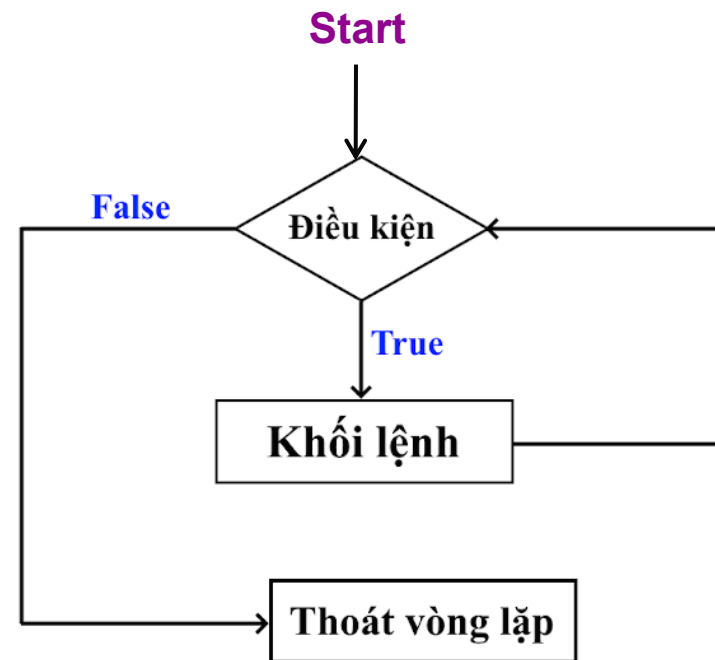 Start
False
Điều kiện
True
Khối lệnh
Thoát vòng lặp